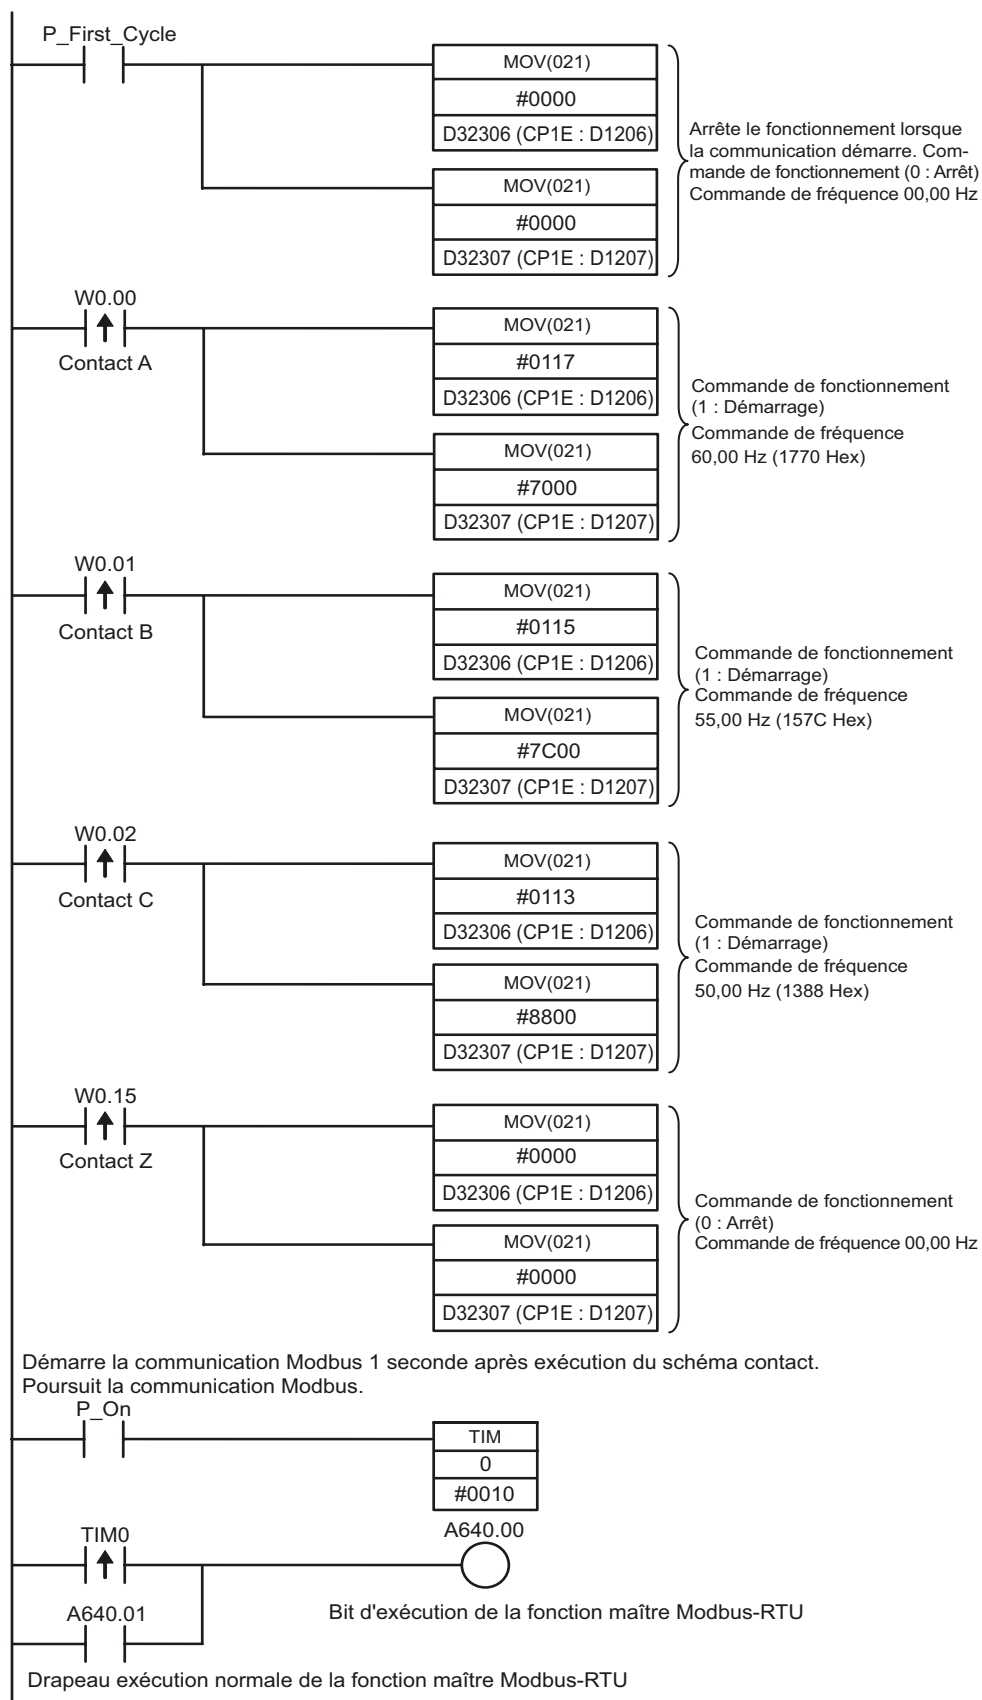 P_First_Cycle
MOV(021)
#0000
D32306 (CP1E : D1206)
MOV(021)
#0000
D32307 (CP1E : D1207)
Arrête le fonctionnement lorsque
la communication démarre. Com-
mande de fonctionnement (0 : Arrêt)
Commande de fréquence 00,00 Hz
W0.00
Contact A
MOV(021)
#0117
D32306 (CP1E : D1206)
MOV(021)
#7000
D32307 (CP1E : D1207)
Commande de fonctionnement
(1 : Démarrage)
Commande de fréquence
60,00 Hz (1770 Hex)
W0.01
Contact B
MOV(021)
#0115
D32306 (CP1E : D1206)
MOV(021)
#7C00
D32307 (CP1E : D1207)
Commande de fonctionnement
(1 : Démarrage)
Commande de fréquence
55,00 Hz (157C Hex)
W0.02
Contact C
MOV(021)
#0113
D32306 (CP1E : D1206)
MOV(021)
#8800
D32307 (CP1E : D1207)
Commande de fonctionnement
(1 : Démarrage)
Commande de fréquence
50,00 Hz (1388 Hex)
W0.15
Contact Z
MOV(021)
#0000
D32306 (CP1E : D1206)
MOV(021)
#0000
D32307 (CP1E : D1207)
Commande de fonctionnement
(0 : Arrêt)
Commande de fréquence 00,00 Hz
Démarre la communication Modbus 1 seconde après exécution du schéma contact.
Poursuit la communication Modbus.
P_On
TIM
0
#0010
TIM0
A640.00
A640.01
Bit d'exécution de la fonction maître Modbus-RTU
Drapeau exécution normale de la fonction maître Modbus-RTU